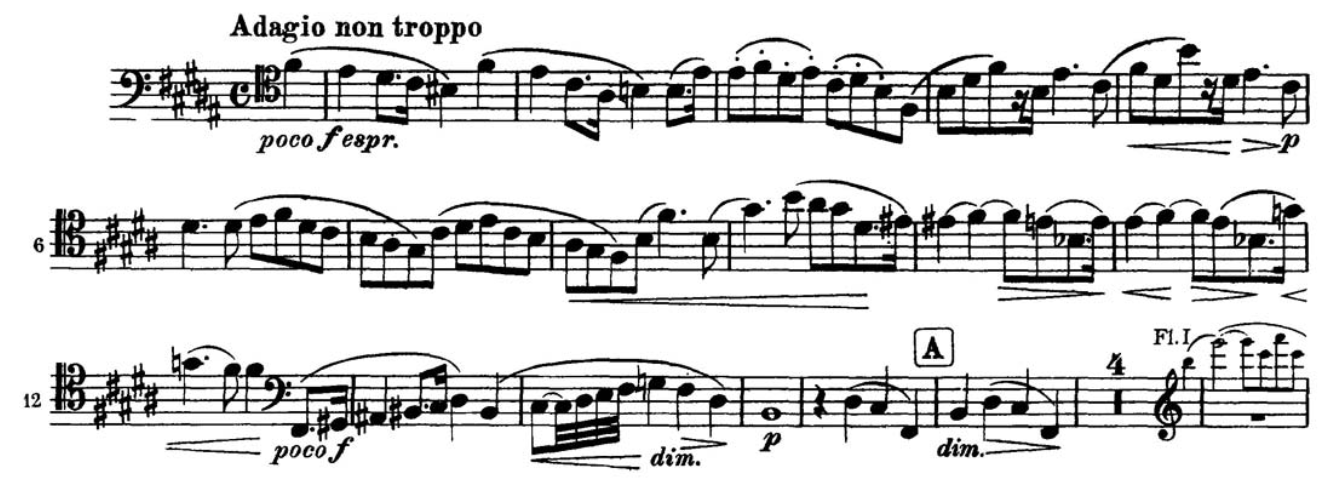 Adagio non troppo
poco f espr.
p
6
A
4
Fl. I
12
poco f
dim.
p
dim.